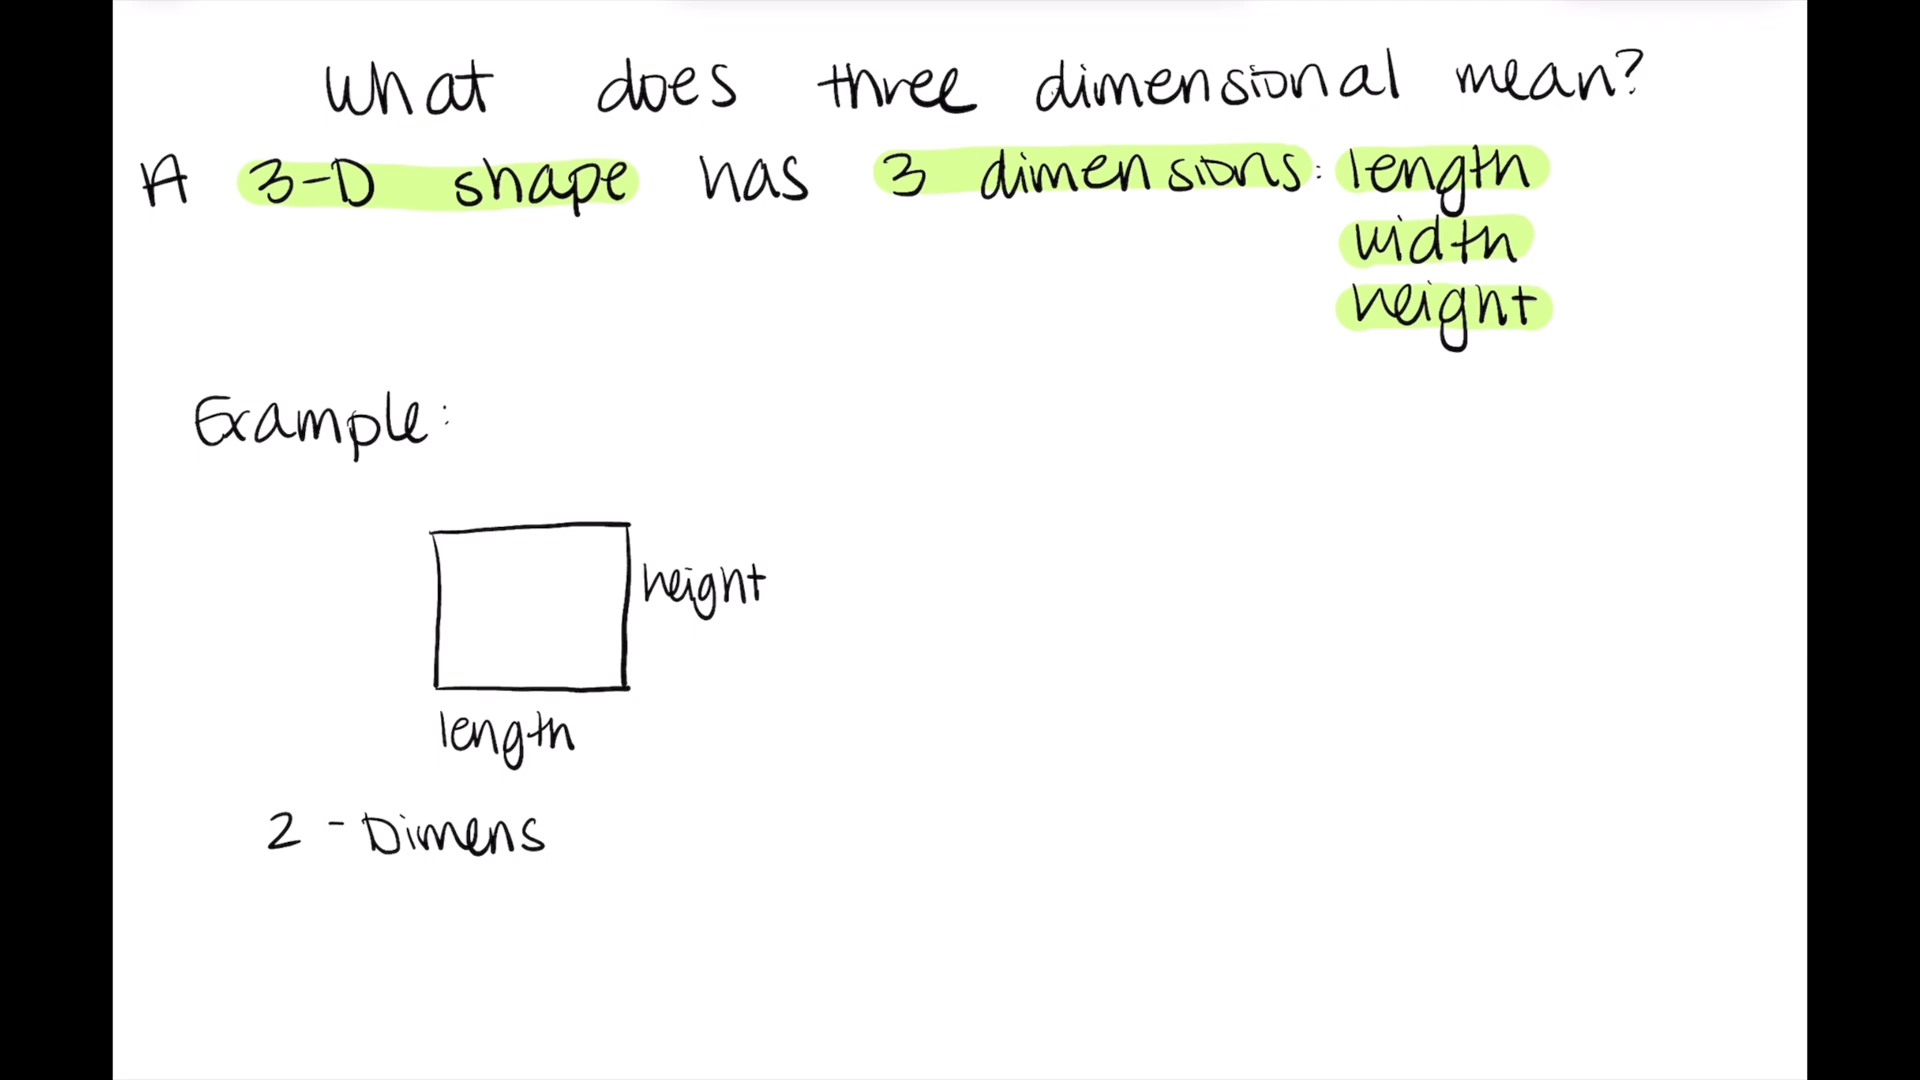 What does three dimensional mean?
A 3-D shape has 3 dimensions: length
width
height
Example:
height
length
2 - Dimens